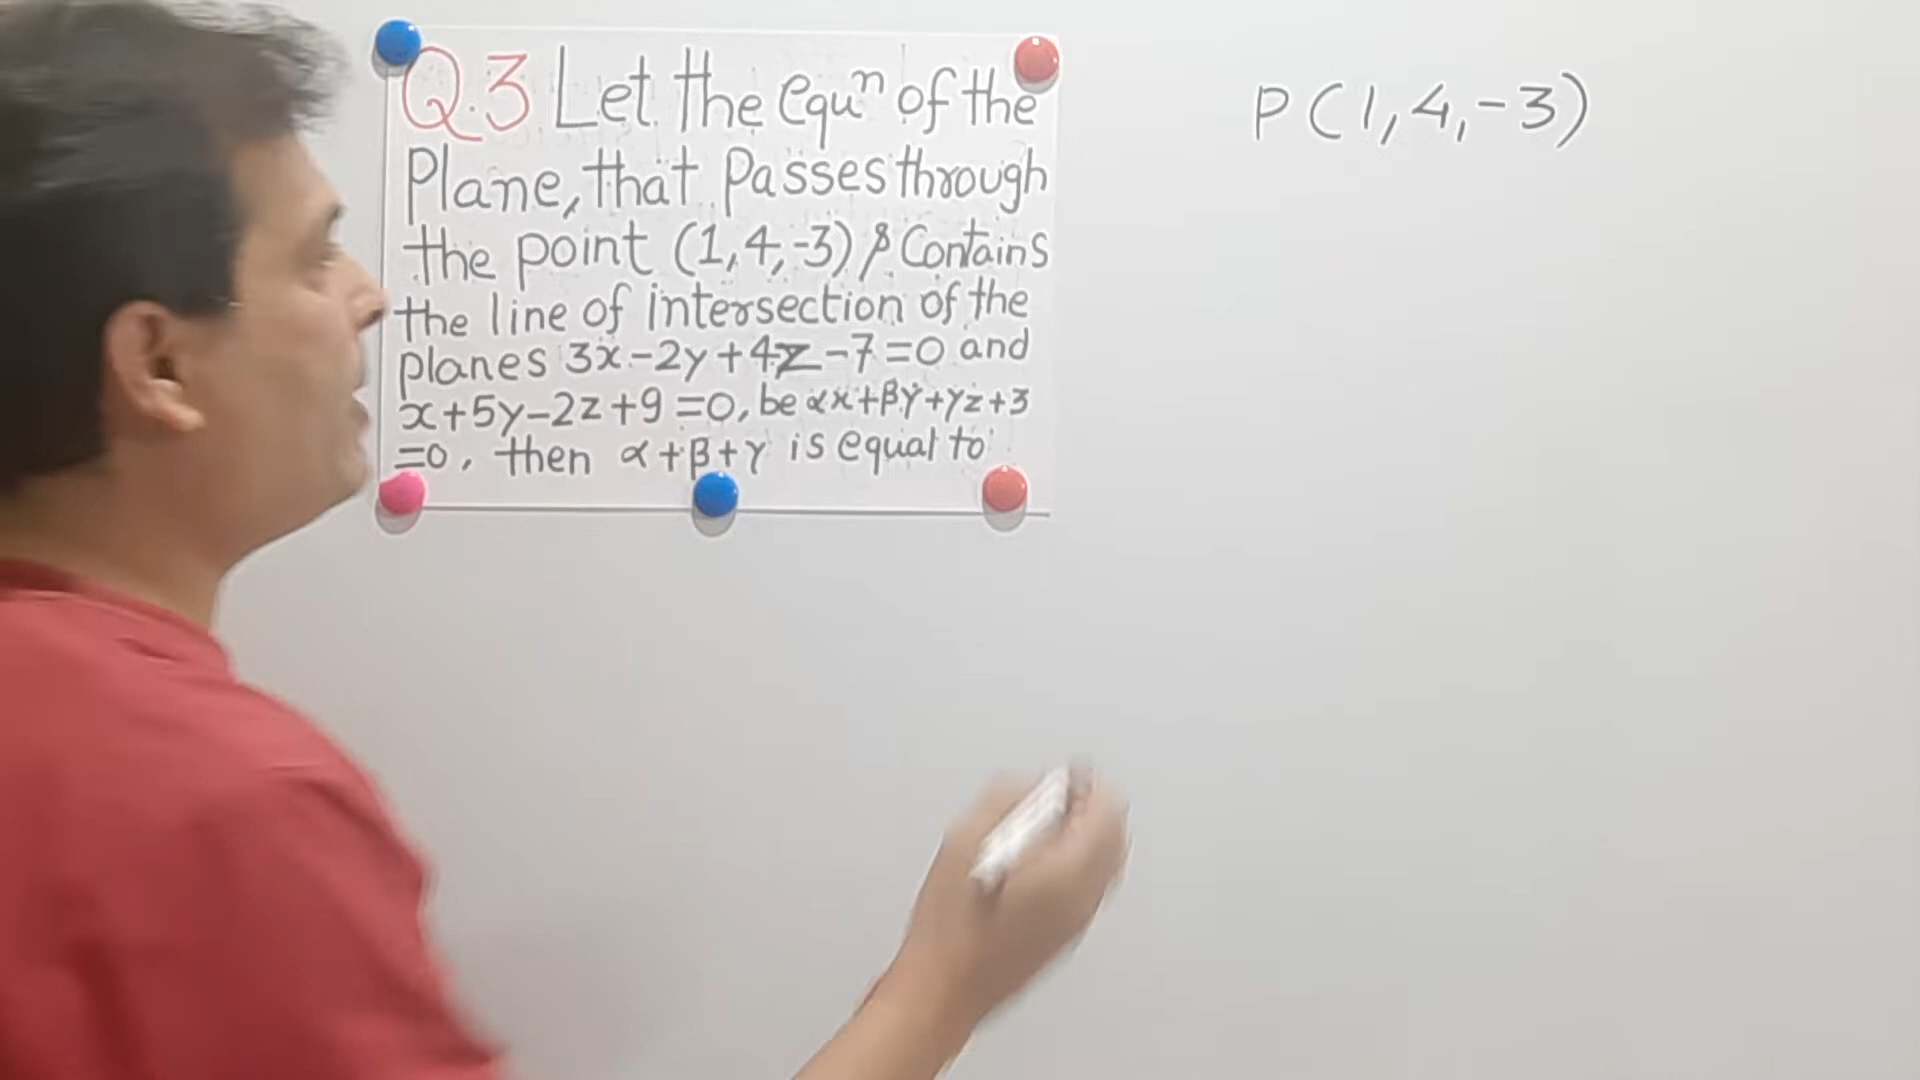 Q.3 Let the equⁿ of the
Plane, that passes through
the point (1,4,-3) & Contains
the line of intersection of the
planes 3x-2y+4z-7=0 and
x+5y-2z+9=0, be αx+βy+γz+3
=0, then α+β+γ is equal to
P(1,4,-3)